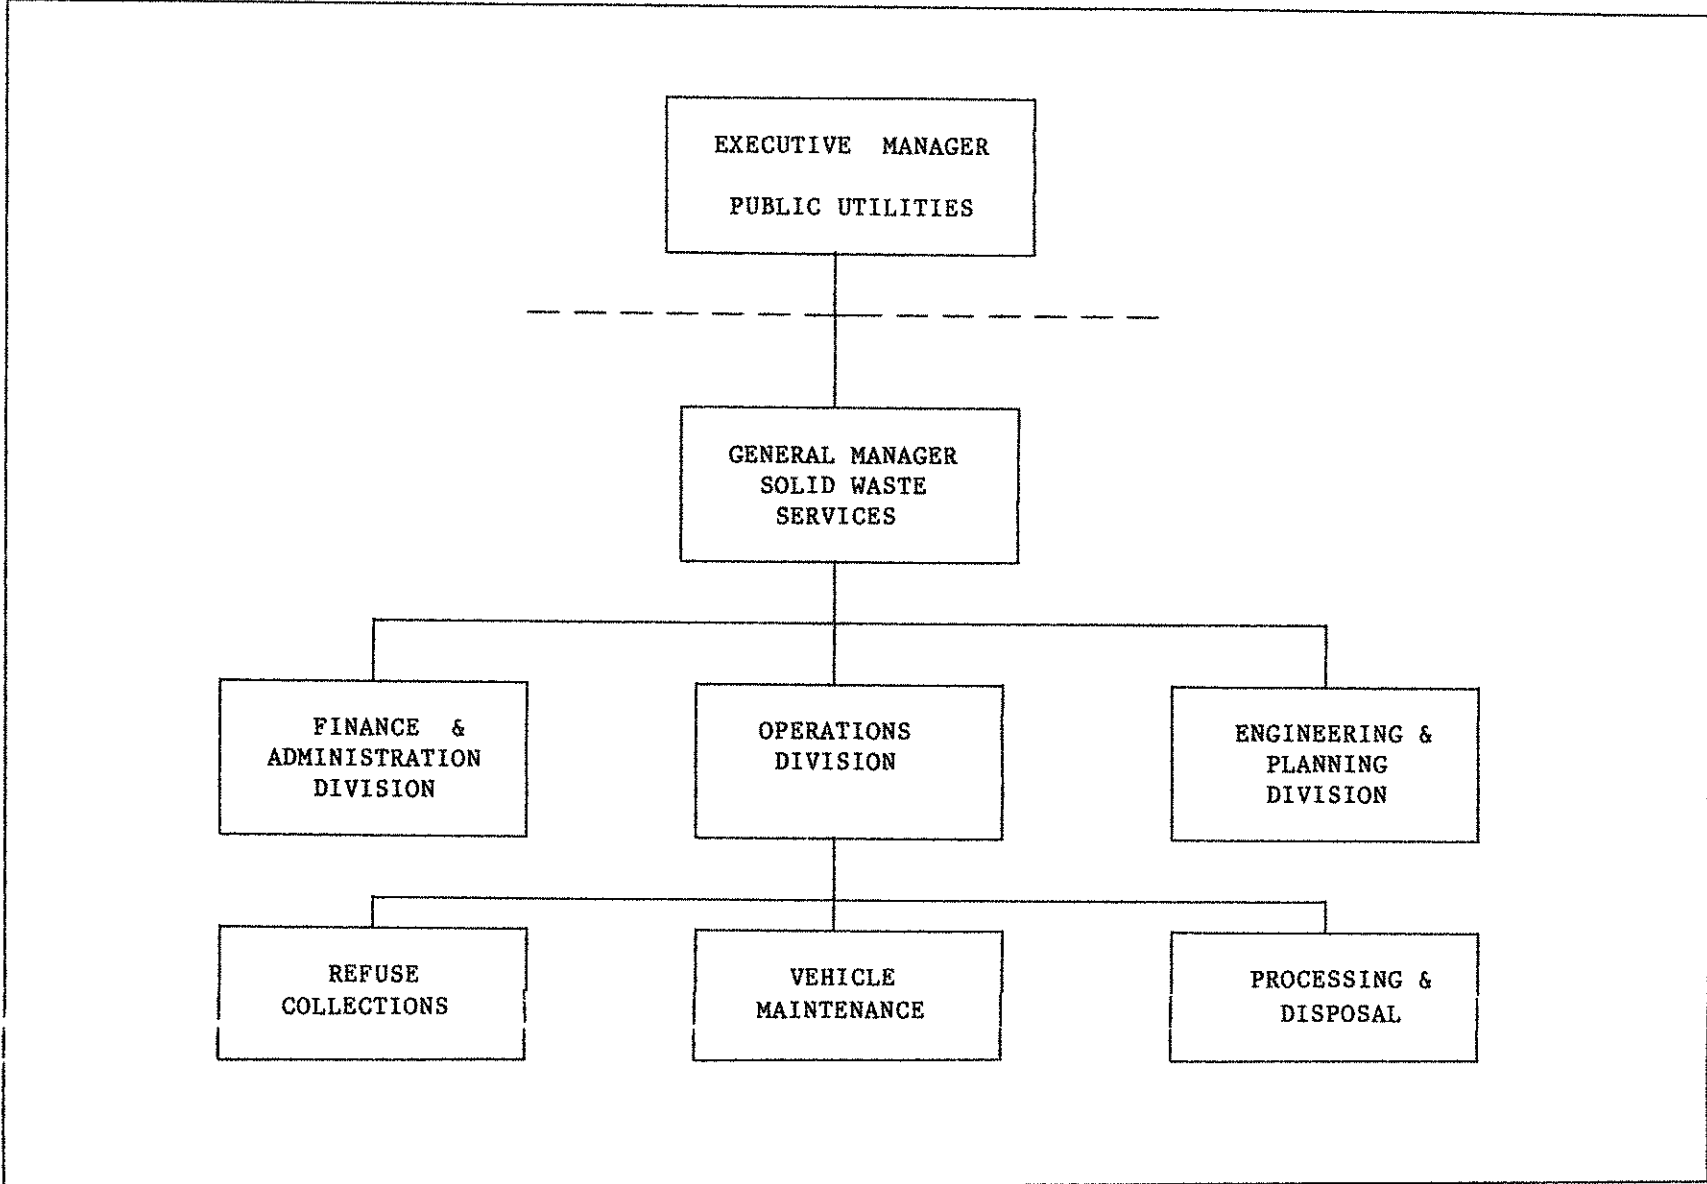 EXECUTIVE MANAGER
PUBLIC UTILITIES
GENERAL MANAGER
SOLID WASTE
SERVICES
FINANCE &
ADMINISTRATION
DIVISION
OPERATIONS
DIVISION
ENGINEERING &
PLANNING
DIVISION
REFUSE
COLLECTIONS
VEHICLE
MAINTENANCE
PROCESSING &
DISPOSAL